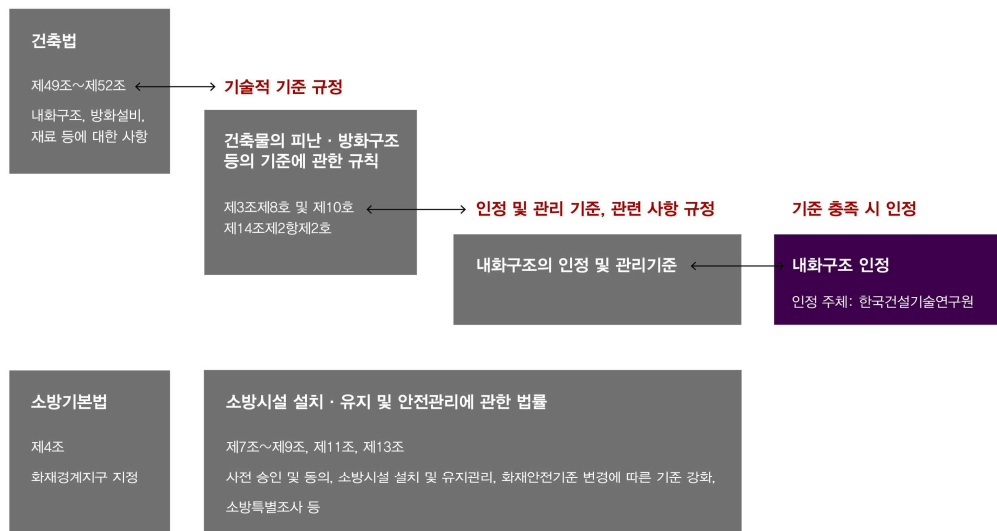 건축법
제49조~제52조
내화구조, 방화설비,
재료 등에 대한 사항
기술적 기준 규정
건축물의 피난 · 방화구조
등의 기준에 관한 규칙
제3조제8호 및 제10호
제14조제2항제2호
인정 및 관리 기준, 관련 사항 규정
내화구조의 인정 및 관리기준
기준 충족 시 인정
내화구조 인정
인정 주체: 한국건설기술연구원
소방기본법
제4조
화재경계지구 지정
소방시설 설치 · 유지 및 안전관리에 관한 법률
제7조~제9조, 제11조, 제13조
사전 승인 및 동의, 소방시설 설치 및 유지관리, 화재안전기준 변경에 따른 기준 강화,
소방특별조사 등